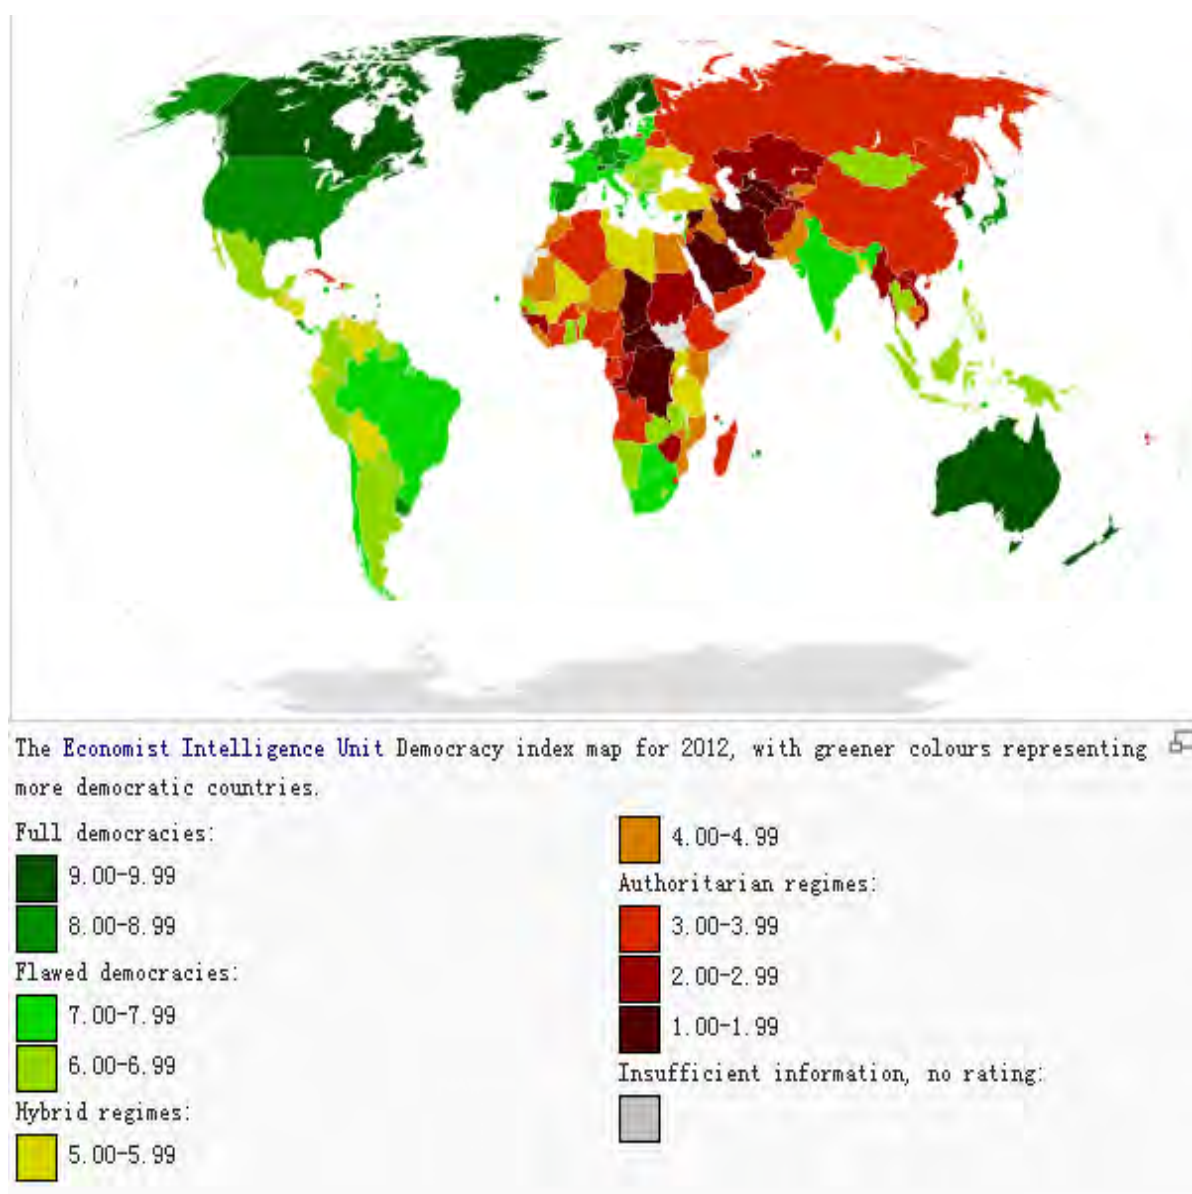 The Economist Intelligence Unit Democracy index map for 2012, with greener colours representing
more democratic countries.
Full democracies:
9.00-9.99
8.00-8.99
Flawed democracies:
7.00-7.99
6.00-6.99
Hybrid regimes:
5.00-5.99
4.00-4.99
Authoritarian regimes:
3.00-3.99
2.00-2.99
1.00-1.99
Insufficient information, no rating: